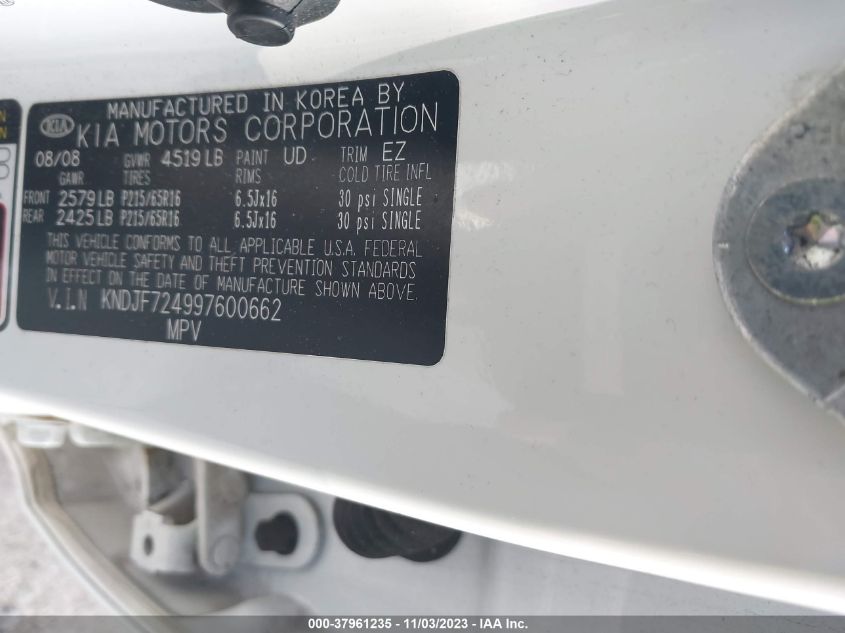 MANUFACTURED IN KOREA BY
KIA KIA MOTORS CORPORATION
08/08 GVWR 4519 LB PAINT UD TRIM EZ
GAWR TIRES RIMS COLD TIRE INFL
FRONT 2579 LB P215/65R16 6.5Jx16 30 psi SINGLE
REAR 2425 LB P215/65R16 6.5Jx16 30 psi SINGLE
THIS VEHICLE CONFORMS TO ALL APPLICABLE U.S.A. FEDERAL
MOTOR VEHICLE SAFETY AND THEFT PREVENTION STANDARDS
IN EFFECT ON THE DATE OF MANUFACTURE SHOWN ABOVE.
V.I.N KNDJF724997600662
MPV
000-37961235 - 11/03/2023 - IAA Inc.